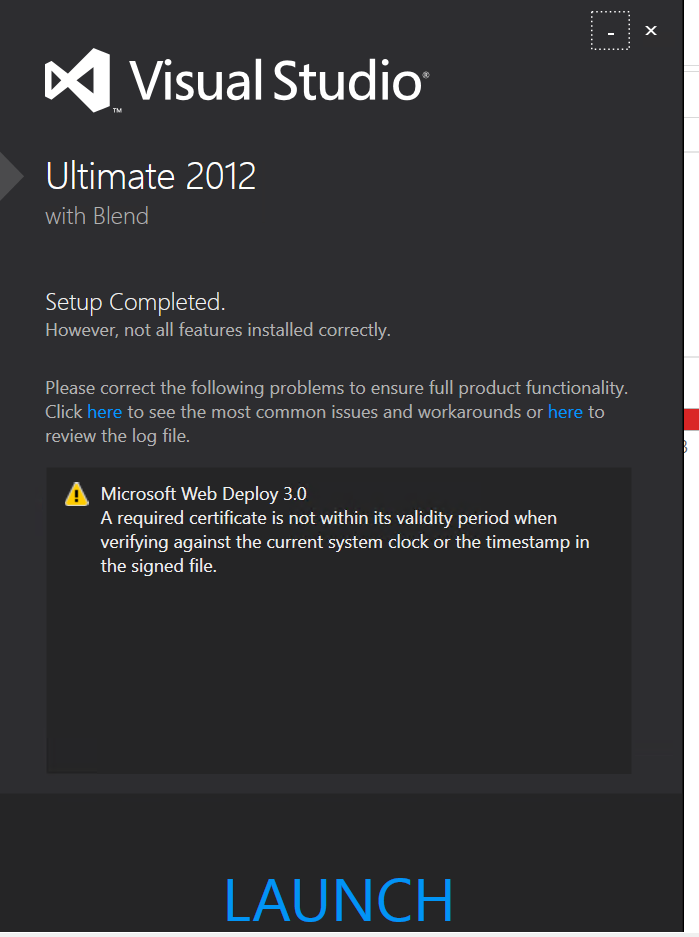 Visual Studio®
™
Ultimate 2012
with Blend
Setup Completed.
However, not all features installed correctly.
Please correct the following problems to ensure full product functionality.
Click here to see the most common issues and workarounds or here to
review the log file.
Microsoft Web Deploy 3.0
A required certificate is not within its validity period when
verifying against the current system clock or the timestamp in
the signed file.
LAUNCH